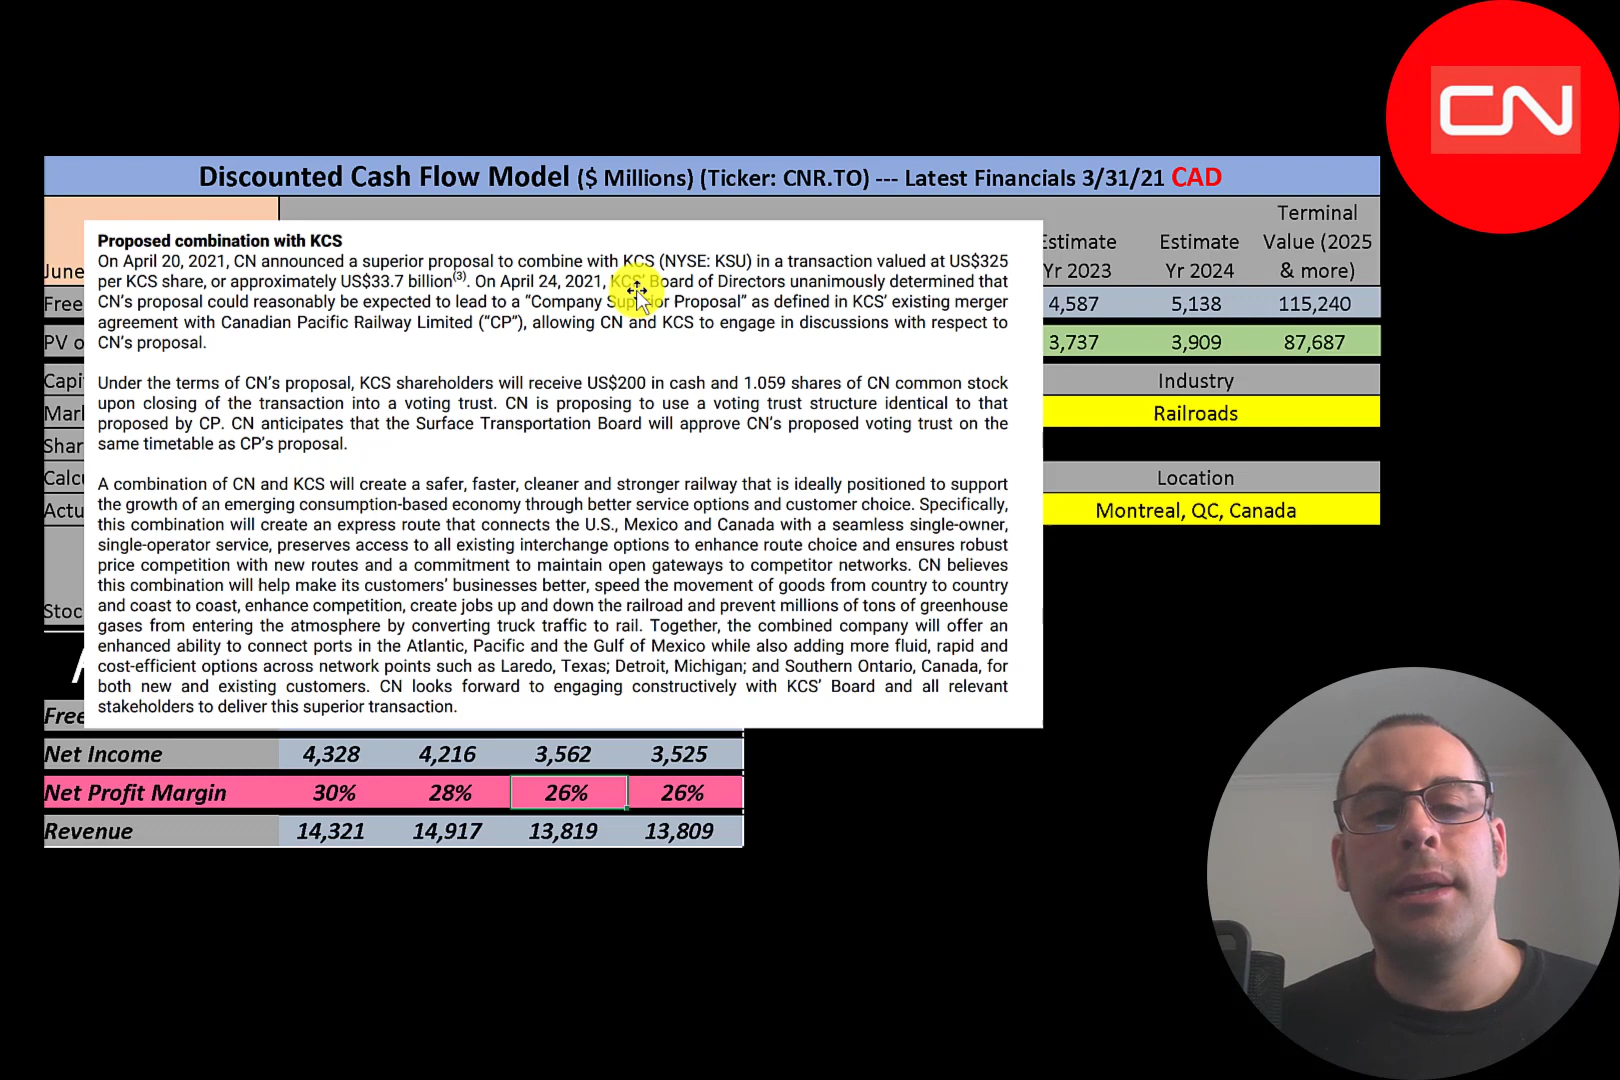 CN
Discounted Cash Flow Model ($ Millions) (Ticker: CNR.TO) --- Latest Financials 3/31/21 CAD
Terminal
Estimate Estimate Value (2025
June Yr 2023 Yr 2024 & more)
Free 4,587 5,138 115,240
PV o 3,737 3,909 87,687
Capi Industry
Mark Railroads
Shar
Calcu Location
Actu Montreal, QC, Canada
Stoc
Proposed combination with KCS
On April 20, 2021, CN announced a superior proposal to combine with KCS (NYSE: KSU) in a transaction valued at US$325
per KCS share, or approximately US$33.7 billion(3). On April 24, 2021, KCS' Board of Directors unanimously determined that
CN's proposal could reasonably be expected to lead to a “Company Superior Proposal” as defined in KCS' existing merger
agreement with Canadian Pacific Railway Limited (“CP”), allowing CN and KCS to engage in discussions with respect to
CN's proposal.
Under the terms of CN's proposal, KCS shareholders will receive US$200 in cash and 1.059 shares of CN common stock
upon closing of the transaction into a voting trust. CN is proposing to use a voting trust structure identical to that
proposed by CP. CN anticipates that the Surface Transportation Board will approve CN's proposed voting trust on the
same timetable as CP's proposal.
A combination of CN and KCS will create a safer, faster, cleaner and stronger railway that is ideally positioned to support
the growth of an emerging consumption-based economy through better service options and customer choice. Specifically,
this combination will create an express route that connects the U.S., Mexico and Canada with a seamless single-owner,
single-operator service, preserves access to all existing interchange options to enhance route choice and ensures robust
price competition with new routes and a commitment to maintain open gateways to competitor networks. CN believes
this combination will help make its customers' businesses better, speed the movement of goods from country to country
and coast to coast, enhance competition, create jobs up and down the railroad and prevent millions of tons of greenhouse
gases from entering the atmosphere by converting truck traffic to rail. Together, the combined company will offer an
enhanced ability to connect ports in the Atlantic, Pacific and the Gulf of Mexico while also adding more fluid, rapid and
cost-efficient options across network points such as Laredo, Texas; Detroit, Michigan; and Southern Ontario, Canada, for
both new and existing customers. CN looks forward to engaging constructively with KCS' Board and all relevant
stakeholders to deliver this superior transaction.
Free
Net Income 4,328 4,216 3,562 3,525
Net Profit Margin 30% 28% 26% 26%
Revenue 14,321 14,917 13,819 13,809